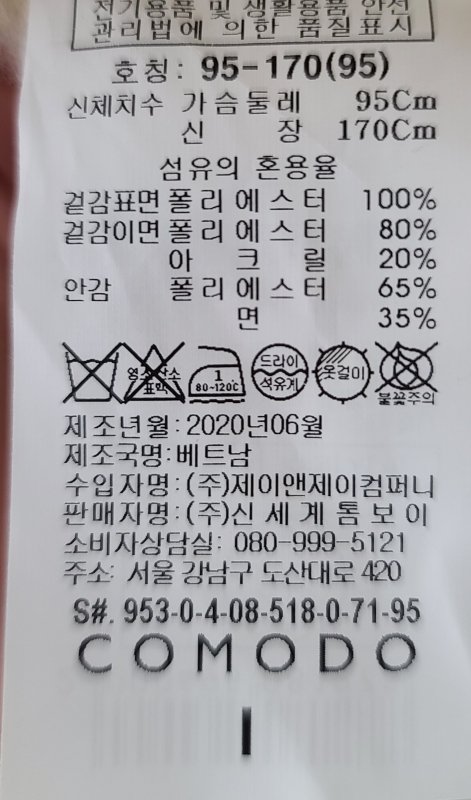 전기용품 및 생활용품 안전
관리법에 의한 품질표시
호칭: 95-170(95)
신체치수 가슴둘레 95Cm
신 장 170Cm
섬유의 혼용율
겉감표면 폴리에스터 100%
겉감이면 폴리에스터 80%
아 크 릴 20%
안감 폴리에스터 65%
면 35%
염소산소
표백
1
80~120℃
드라이
석유계
옷걸이
불꽃주의
제조년월: 2020년06월
제조국명: 베트남
수입자명: (주)제이앤제이컴퍼니
판매자명: (주)신 세 계 톰 보 이
소비자상담실: 080-999-5121
주소: 서울 강남구 도산대로 420
S#. 953-0-4-08-518-0-71-95
COMODO